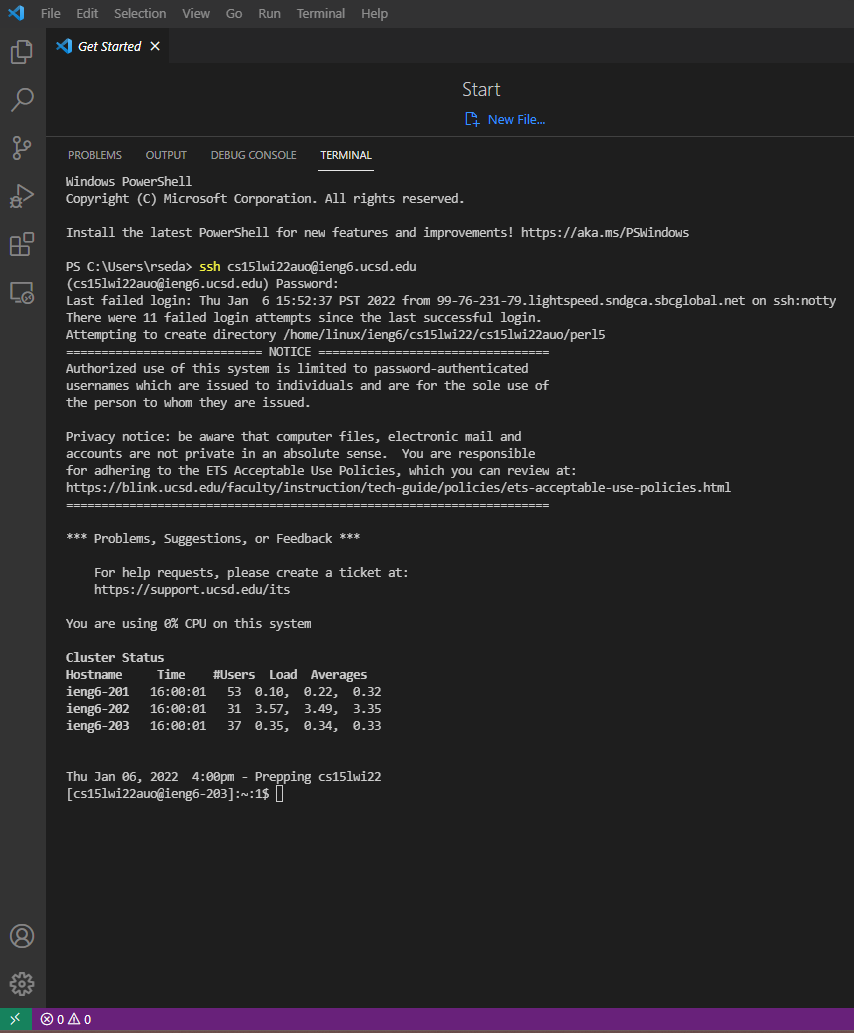 File Edit Selection View Go Run Terminal Help
Get Started
Start
New File...
PROBLEMS OUTPUT DEBUG CONSOLE TERMINAL
Windows PowerShell
Copyright (C) Microsoft Corporation. All rights reserved.
Install the latest PowerShell for new features and improvements! https://aka.ms/PSWindows
PS C:\Users\rseda> ssh cs15lwi22auo@ieng6.ucsd.edu
(cs15lwi22auo@ieng6.ucsd.edu) Password:
Last failed login: Thu Jan  6 15:52:37 PST 2022 from 99-76-231-79.lightspeed.sndgca.sbcglobal.net on ssh:notty
There were 11 failed login attempts since the last successful login.
Attempting to create directory /home/linux/ieng6/cs15lwi22/cs15lwi22auo/perl5
============================ NOTICE =================================
Authorized use of this system is limited to password-authenticated
usernames which are issued to individuals and are for the sole use of
the person to whom they are issued.
Privacy notice: be aware that computer files, electronic mail and
accounts are not private in an absolute sense.  You are responsible
for adhering to the ETS Acceptable Use Policies, which you can review at:
https://blink.ucsd.edu/faculty/instruction/tech-guide/policies/ets-acceptable-use-policies.html
=====================================================================
*** Problems, Suggestions, or Feedback ***
For help requests, please create a ticket at:
https://support.ucsd.edu/its
You are using 0% CPU on this system
Cluster Status
Hostname     Time    #Users  Load  Averages
ieng6-201   16:00:01   53  0.10,  0.22,  0.32
ieng6-202   16:00:01   31  3.57,  3.49,  3.35
ieng6-203   16:00:01   37  0.35,  0.34,  0.33
Thu Jan 06, 2022  4:00pm - Prepping cs15lwi22
[cs15lwi22auo@ieng6-203]:~:1$
0 0